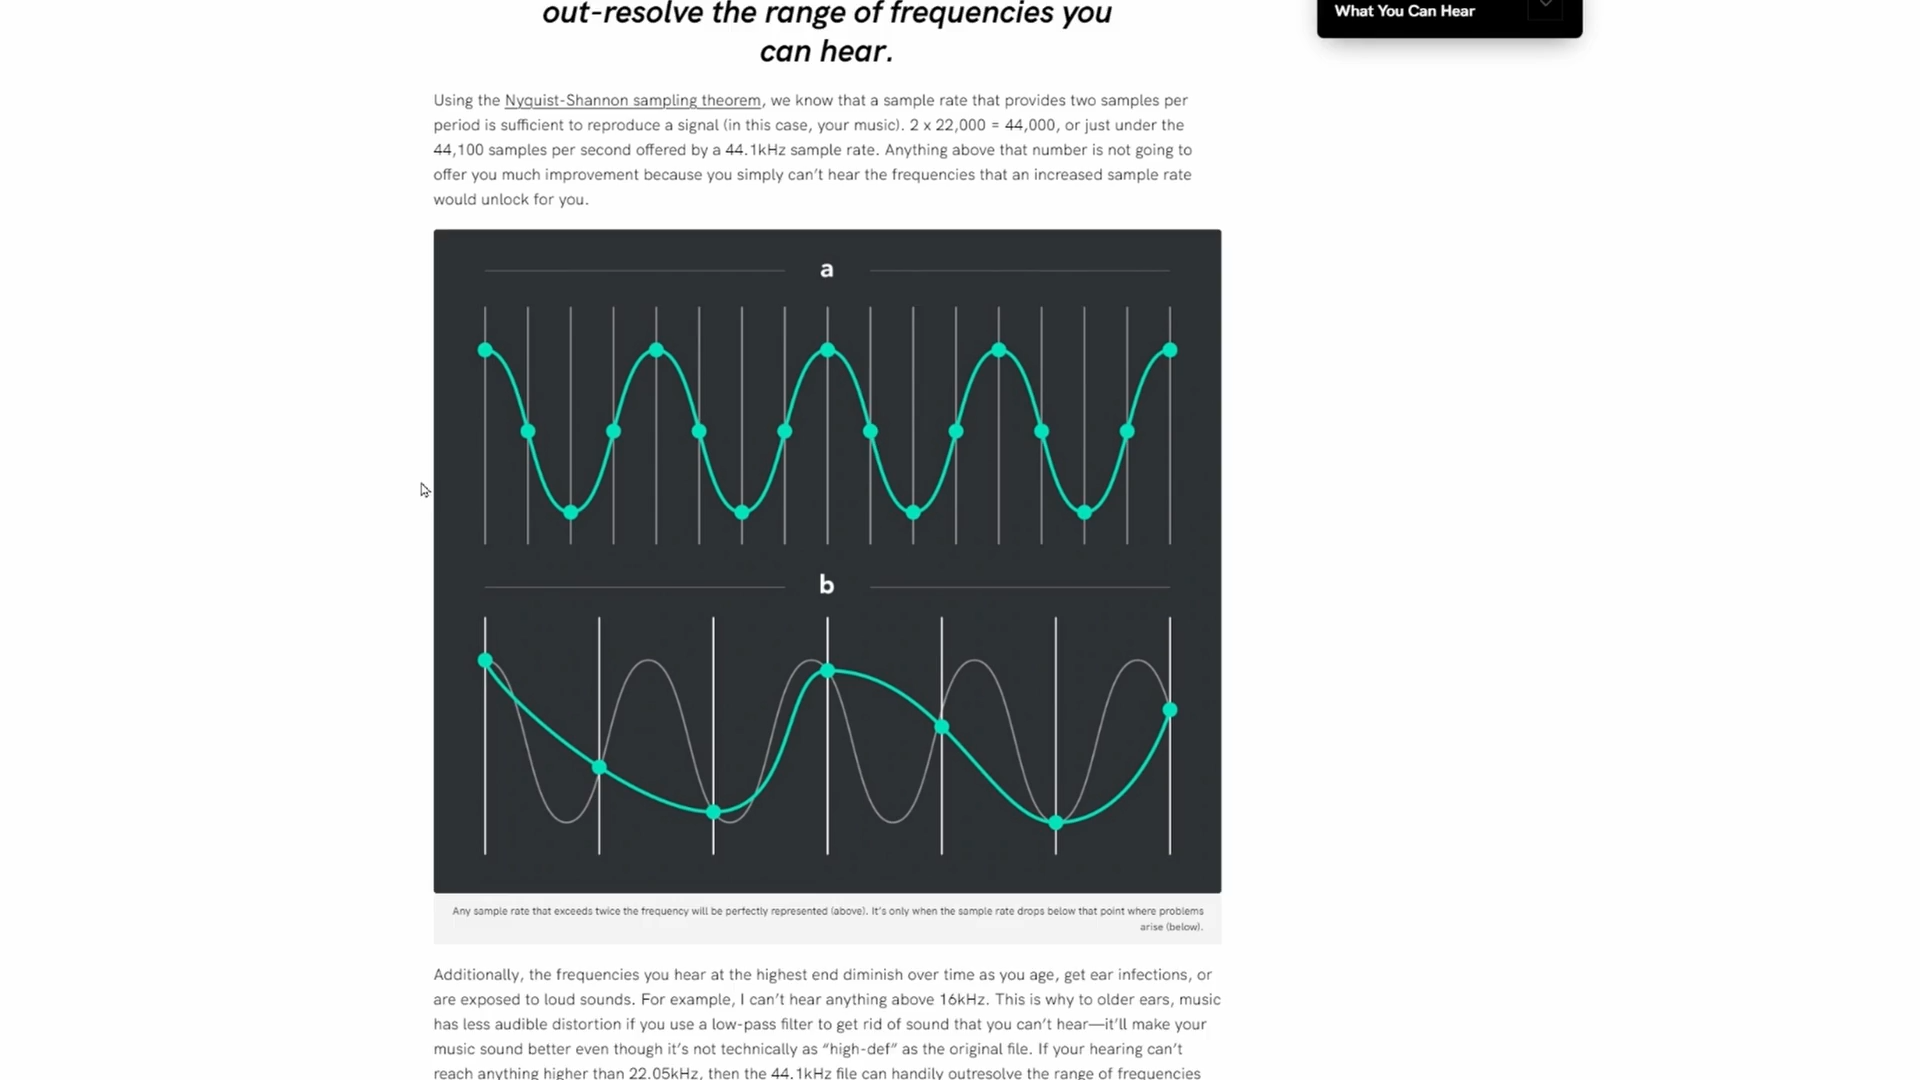 out-resolve the range of frequencies you
can hear.
What You Can Hear
Using the Nyquist-Shannon sampling theorem, we know that a sample rate that provides two samples per
period is sufficient to reproduce a signal (in this case, your music). 2 x 22,000 = 44,000, or just under the
44,100 samples per second offered by a 44.1kHz sample rate. Anything above that number is not going to
offer you much improvement because you simply can't hear the frequencies that an increased sample rate
would unlock for you.
a
b
Any sample rate that exceeds twice the frequency will be perfectly represented (above). It's only when the sample rate drops below that point where problems
arise (below).
Additionally, the frequencies you hear at the highest end diminish over time as you age, get ear infections, or
are exposed to loud sounds. For example, I can't hear anything above 16kHz. This is why to older ears, music
has less audible distortion if you use a low-pass filter to get rid of sound that you can't hear—it'll make your
music sound better even though it's not technically as “high-def” as the original file. If your hearing can't
reach anything higher than 22.05kHz, then the 44.1kHz file can handily outresolve the range of frequencies